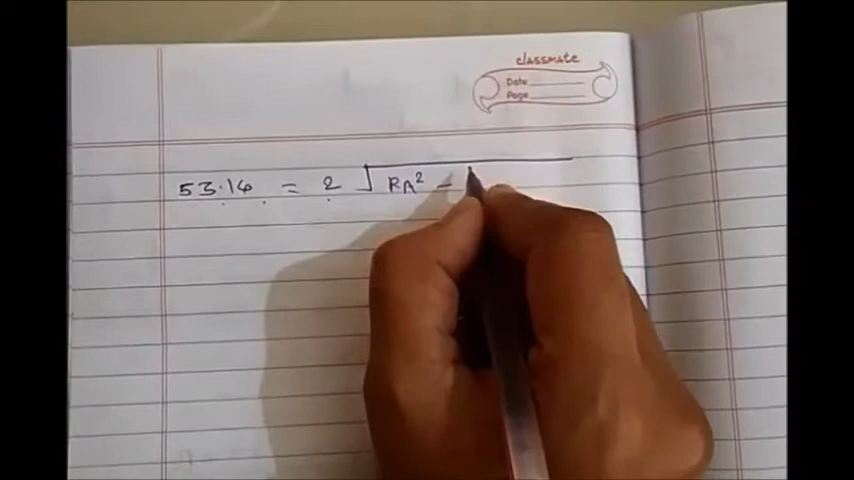 classmate
Date
Page
53.14 = 2 √RA² -